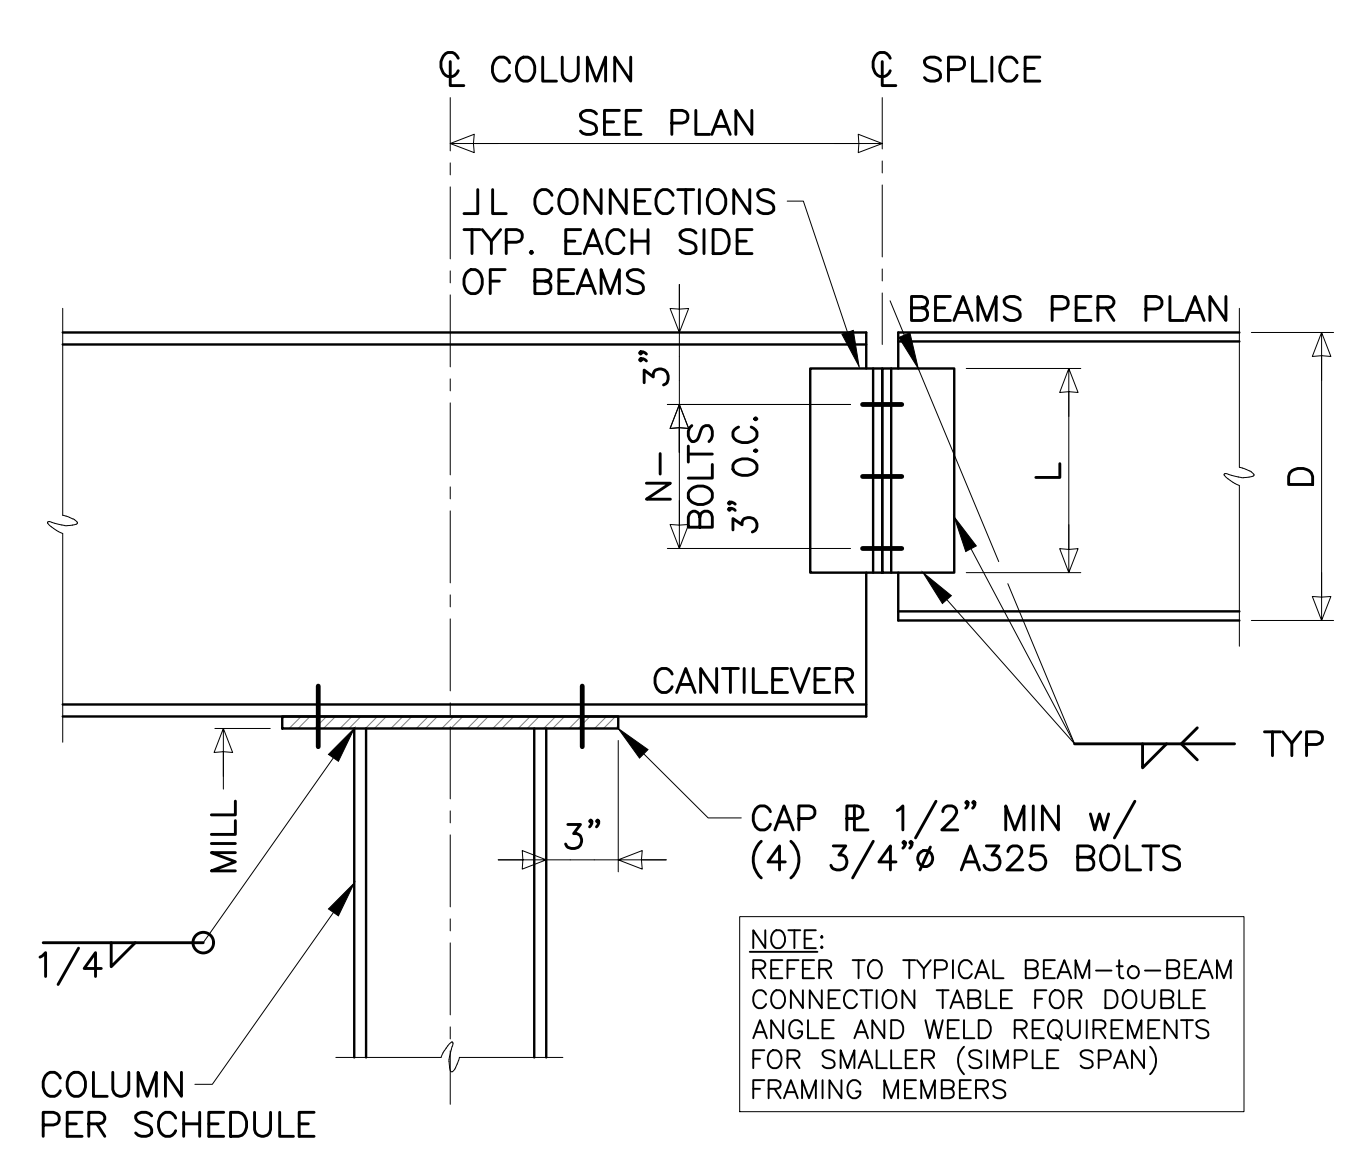 ℄ COLUMN
℄ SPLICE
SEE PLAN
⅃L CONNECTIONS
TYP. EACH SIDE
OF BEAMS
BEAMS PER PLAN
3"
N-
BOLTS
3" O.C.
L
D
CANTILEVER
TYP
MILL
3"
CAP ⅊ 1/2" MIN w/
(4) 3/4"ø A325 BOLTS
1/4
COLUMN
PER SCHEDULE
NOTE:
REFER TO TYPICAL BEAM-to-BEAM
CONNECTION TABLE FOR DOUBLE
ANGLE AND WELD REQUIREMENTS
FOR SMALLER (SIMPLE SPAN)
FRAMING MEMBERS